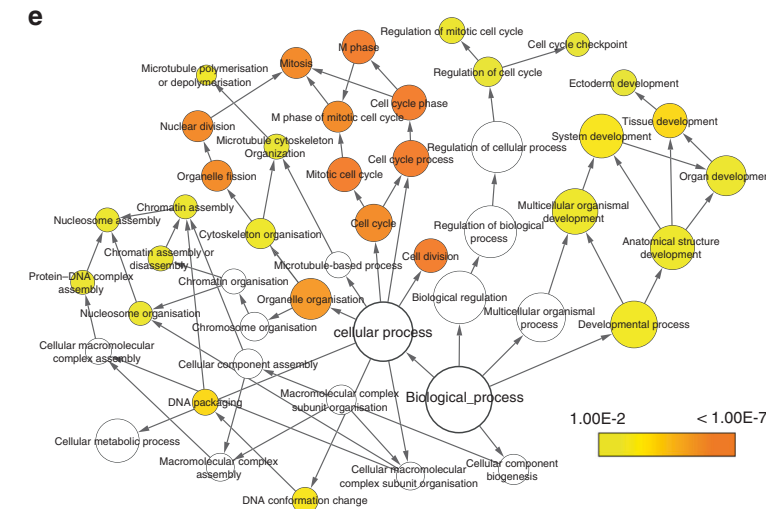 e
Regulation of mitotic cell cycle
M phase
Cell cycle checkpoint
Mitosis
Microtubule polymerisation
or depolymerisation
Regulation of cell cycle
Ectoderm development
Cell cycle phase
M phase of mitotic cell cycle
Nuclear division
Tissue development
System development
Microtubule cytoskeleton
Organization
Regulation of cellular process
Cell cycle process
Organelle fission
Mitotic cell cycle
Organ developmen
Chromatin assembly
Nucleosome assembly
Multicellular organismal
development
Cell cycle
Cytoskeleton organisation
Regulation of biological
process
Anatomical structure
development
Chromatin assembly or
disassembly
Cell division
Microtubule-based process
Protein–DNA complex
assembly
Chromatin organisation
Organelle organisation
Biological regulation
Nucleosome organisation
Multicellular organismal
process
Chromosome organisation
cellular process
Developmental process
Cellular macromolecular
complex assembly
Cellular component assembly
DNA packaging
Macromolecular complex
subunit organisation
Biological_process
1.00E-2
< 1.00E-7
Cellular metabolic process
Macromolecular complex
assembly
Cellular macromolecular
complex subunit organisation
Cellular component
biogenesis
DNA conformation change